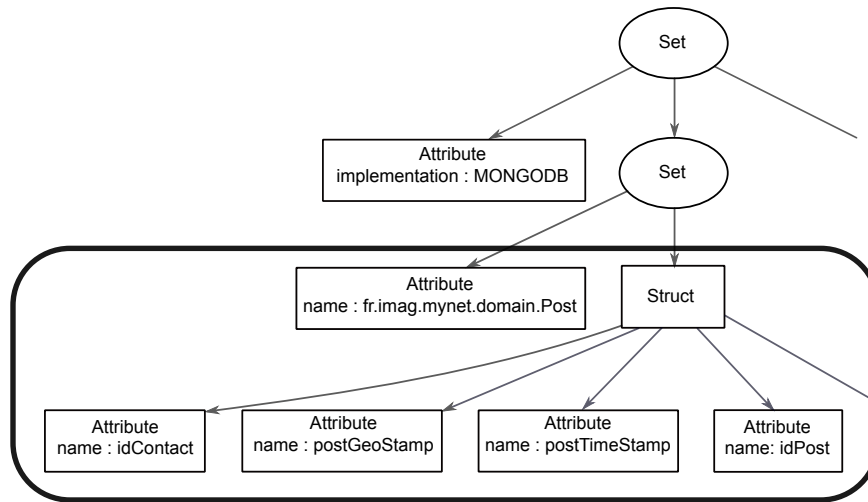 Set
Attribute
implementation : MONGODB
Set
Attribute
name : fr.imag.mynet.domain.Post
Struct
Attribute
name : idContact
Attribute
name : postGeoStamp
Attribute
name : postTimeStamp
Attribute
name: idPost